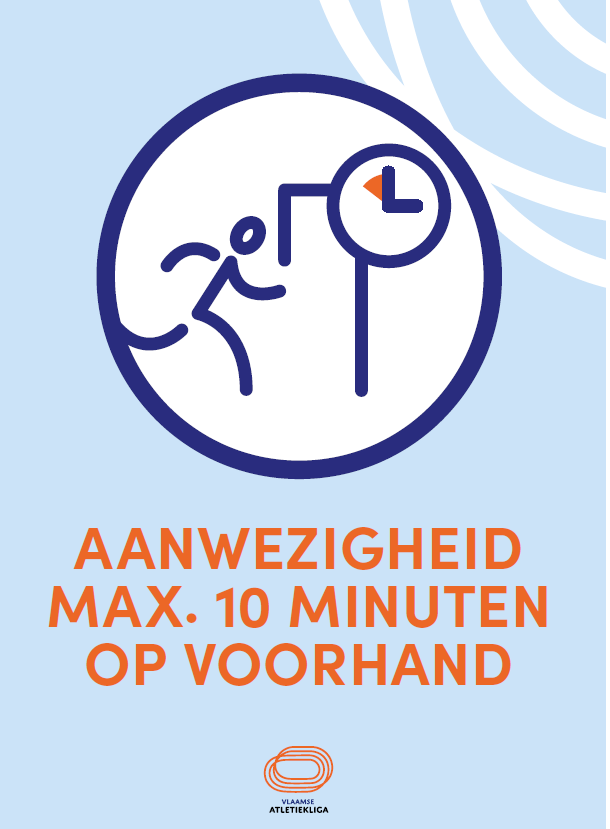 AANWEZIGHEID
MAX. 10 MINUTEN
OP VOORHAND
VLAAMSE
ATLETIEKLIGA